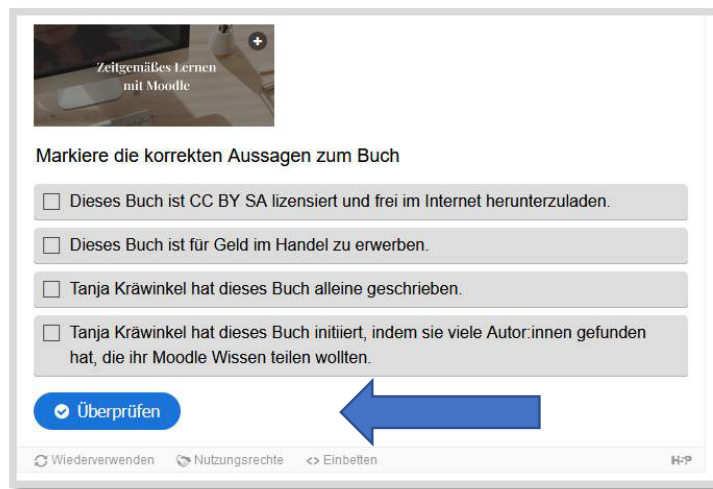 Zeitgemäßes Lernen
mit Moodle
Markiere die korrekten Aussagen zum Buch
Dieses Buch ist CC BY SA lizensiert und frei im Internet herunterzuladen.
Dieses Buch ist für Geld im Handel zu erwerben.
Tanja Kräwinkel hat dieses Buch alleine geschrieben.
Tanja Kräwinkel hat dieses Buch initiiert, indem sie viele Autor:innen gefunden
hat, die ihr Moodle Wissen teilen wollten.
Überprüfen
Wiederverwenden Nutzungsrechte <> Einbetten H-P